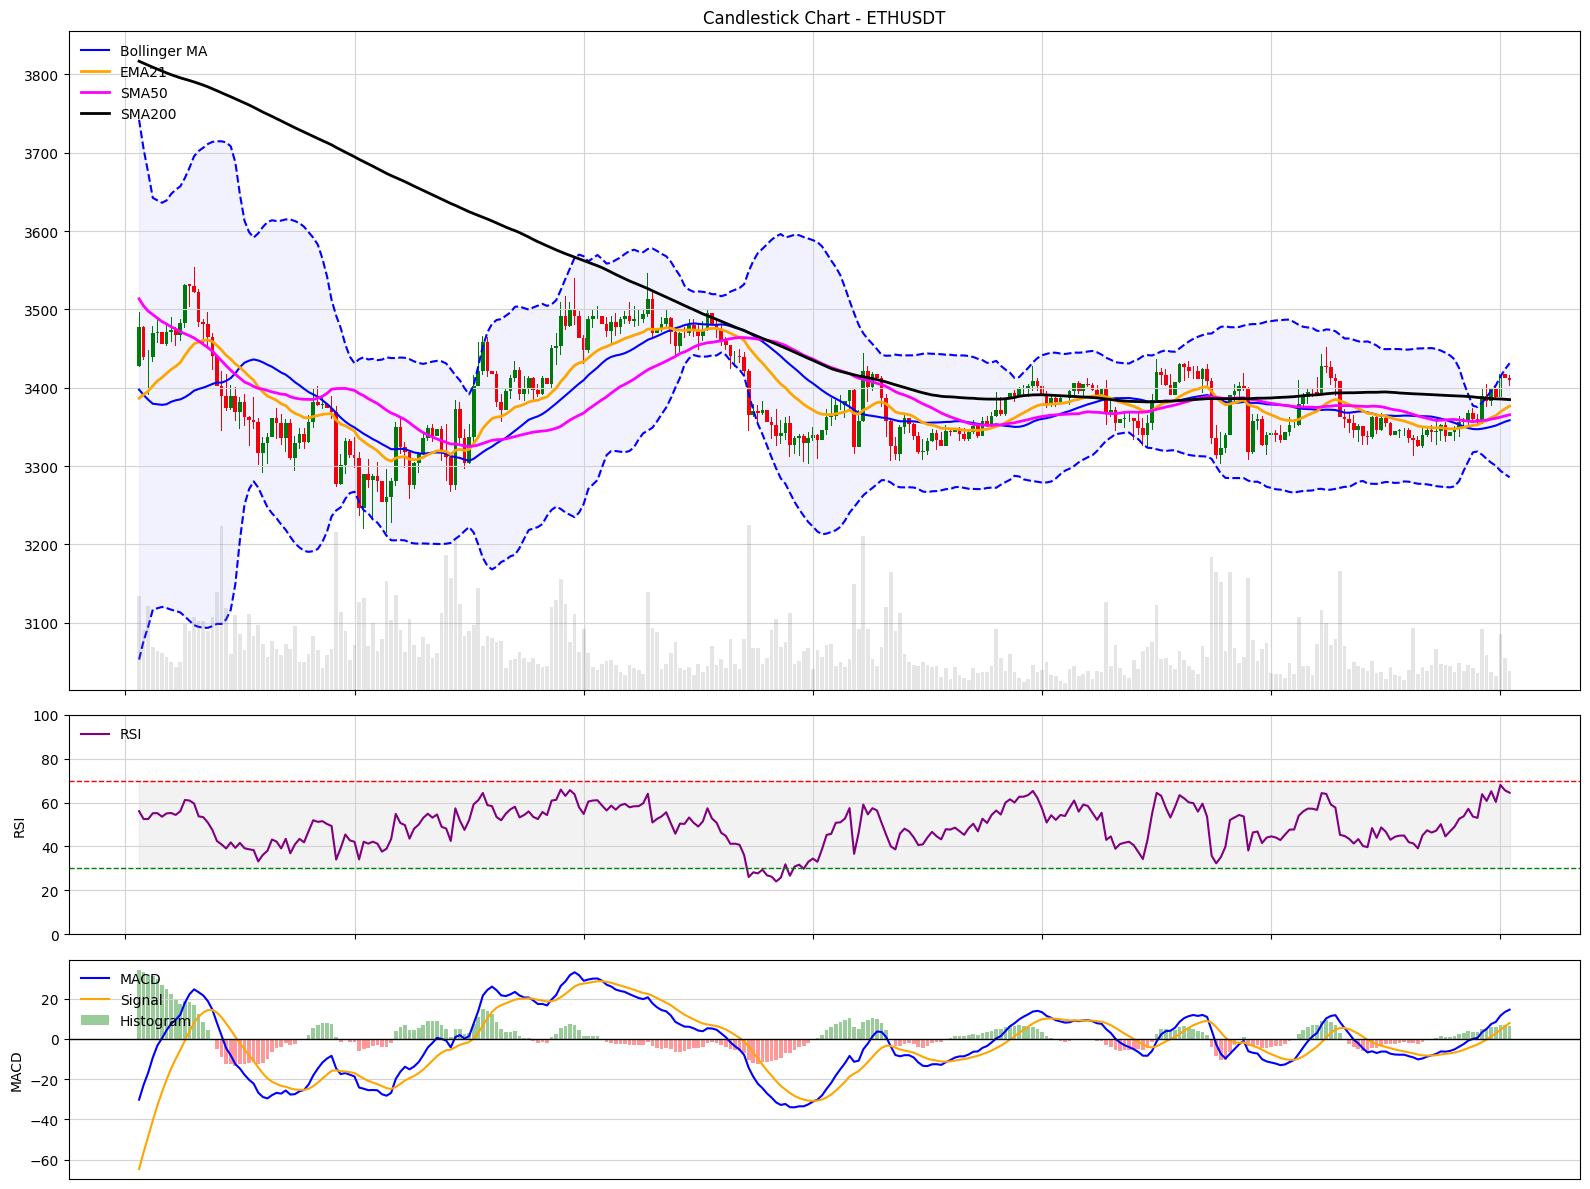 Candlestick Chart - ETHUSDT
Bollinger MA
EMA21
SMA50
SMA200
3800
3700
3600
3500
3400
3300
3200
3100
RSI
100
80
60
40
20
0
RSI
MACD
Signal
Histogram
20
0
−20
−40
−60
MACD